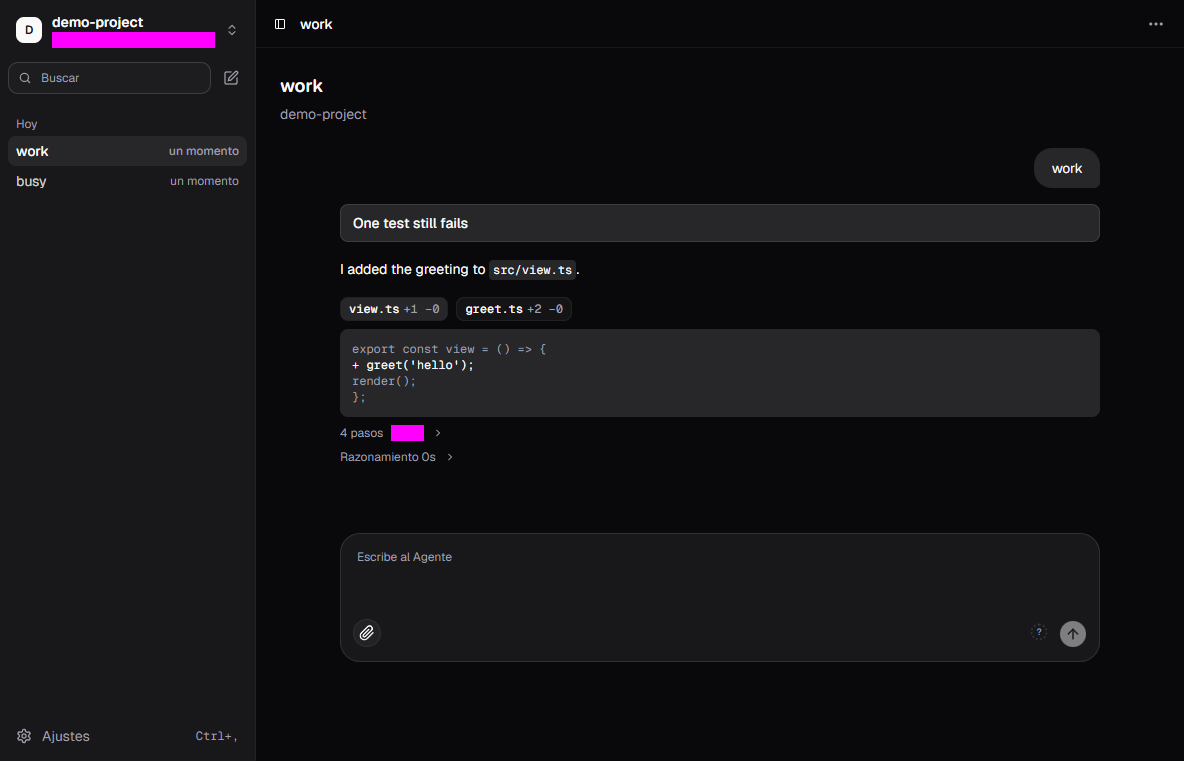 D
demo-project
Buscar
Hoy
work un momento
busy un momento
Ajustes Ctrl+,
work
work
demo-project
work
One test still fails
I added the greeting to src/view.ts.
view.ts +1 −0 greet.ts +2 −0
export const view = () => {
+ greet('hello');
render();
};
4 pasos
Razonamiento 0s
Escribe al Agente
?